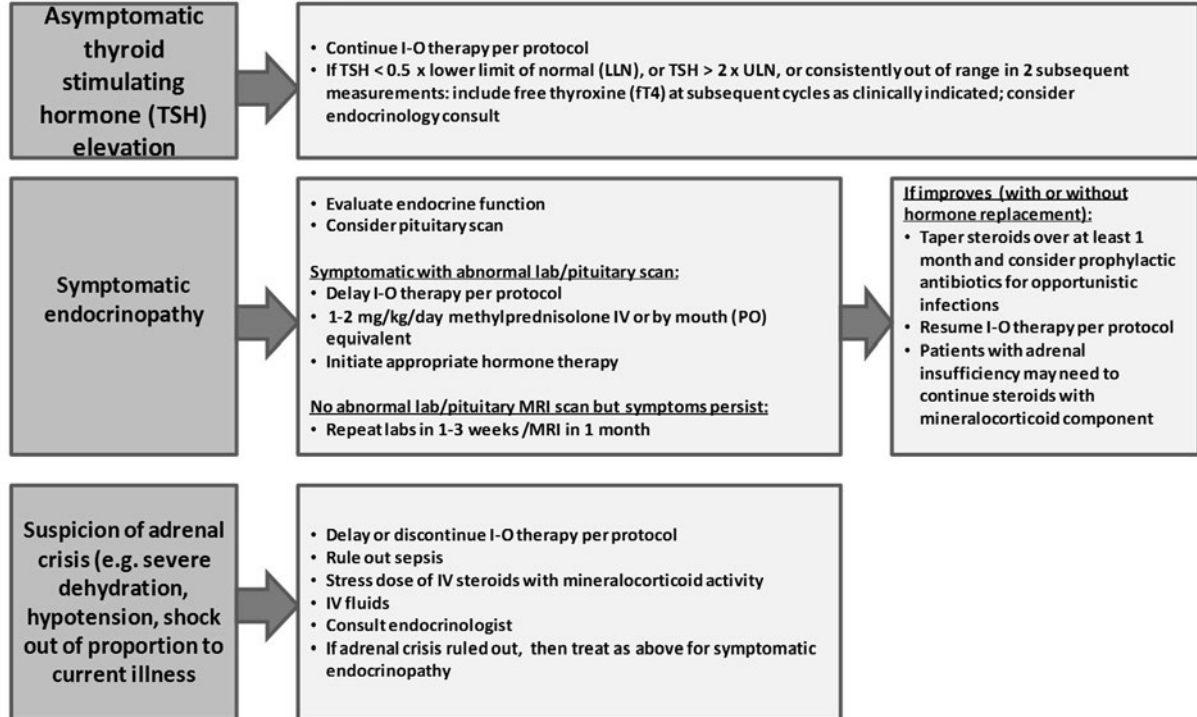 Asymptomatic
thyroid
stimulating
hormone (TSH)
elevation
• Continue I-O therapy per protocol
• If TSH < 0.5 x lower limit of normal (LLN), or TSH > 2 x ULN, or consistently out of range in 2 subsequent
measurements: include free thyroxine (fT4) at subsequent cycles as clinically indicated; consider
endocrinology consult
Symptomatic
endocrinopathy
• Evaluate endocrine function
• Consider pituitary scan
Symptomatic with abnormal lab/pituitary scan:
• Delay I-O therapy per protocol
• 1-2 mg/kg/day methylprednisolone IV or by mouth (PO)
equivalent
• Initiate appropriate hormone therapy
No abnormal lab/pituitary MRI scan but symptoms persist:
• Repeat labs in 1-3 weeks /MRI in 1 month
If improves (with or without
hormone replacement):
• Taper steroids over at least 1
month and consider prophylactic
antibiotics for opportunistic
infections
• Resume I-O therapy per protocol
• Patients with adrenal
insufficiency may need to
continue steroids with
mineralocorticoid component
Suspicion of adrenal
crisis (e.g. severe
dehydration,
hypotension, shock
out of proportion to
current illness
• Delay or discontinue I-O therapy per protocol
• Rule out sepsis
• Stress dose of IV steroids with mineralocorticoid activity
• IV fluids
• Consult endocrinologist
• If adrenal crisis ruled out, then treat as above for symptomatic
endocrinopathy